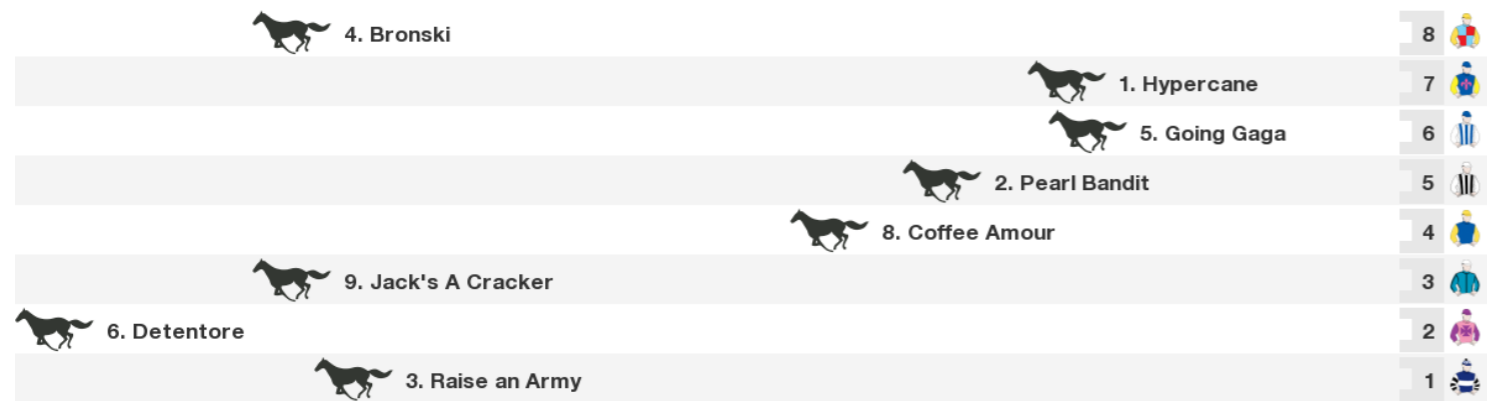 4. Bronski 8
1. Hypercane 7
5. Going Gaga 6
2. Pearl Bandit 5
8. Coffee Amour 4
9. Jack's A Cracker 3
6. Detentore 2
3. Raise an Army 1